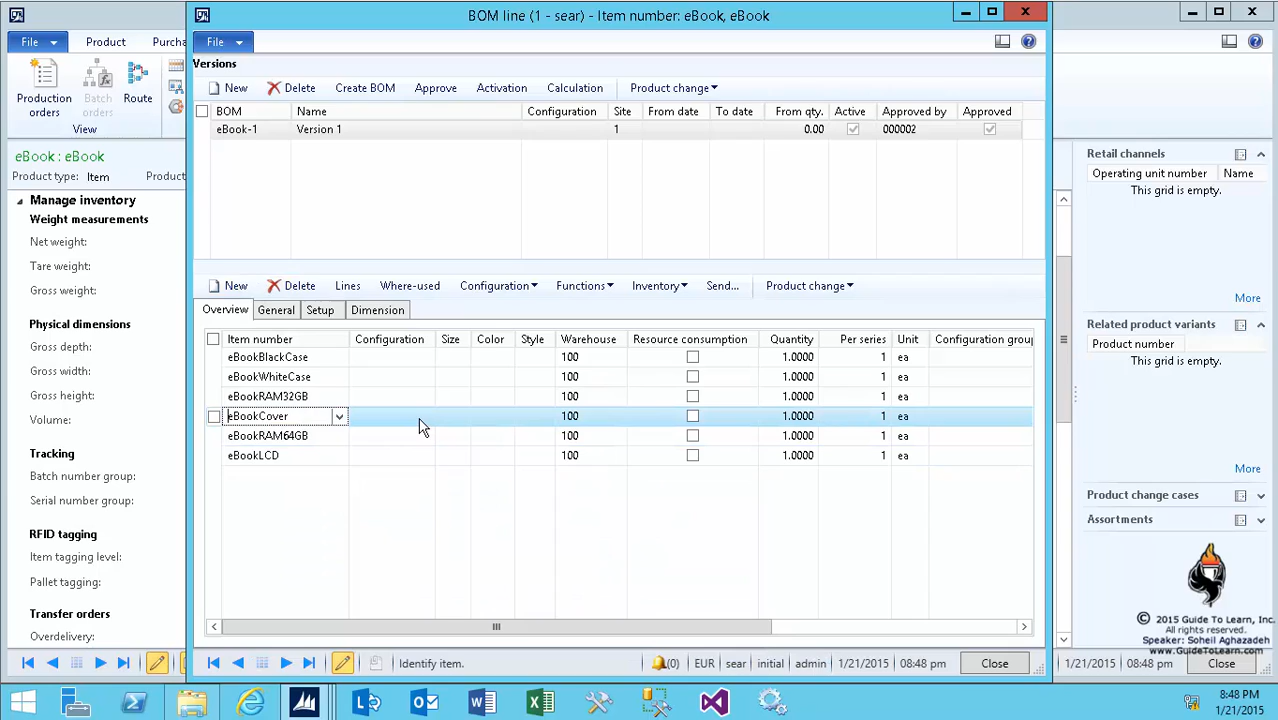 BOM line (1 - sear) - Item number: eBook, eBook
File
Product
Purcha
File
Production orders
Batch orders
Route
View
eBook : eBook
Product type: Item
Product
Manage inventory
Weight measurements
Net weight:
Tare weight:
Gross weight:
Physical dimensions
Gross depth:
Gross width:
Gross height:
Volume:
Tracking
Batch number group:
Serial number group:
RFID tagging
Item tagging level:
Pallet tagging:
Transfer orders
Overdelivery:
Versions
New Delete Create BOM Approve Activation Calculation Product change
BOM Name Configuration Site From date To date From qty. Active Approved by Approved
eBook-1 Version 1 1 0.00 000002
New Delete Lines Where-used Configuration Functions Inventory Send... Product change
Overview General Setup Dimension
Item number Configuration Size Color Style Warehouse Resource consumption Quantity Per series Unit Configuration group
eBookBlackCase 100 1.0000 1 ea
eBookWhiteCase 100 1.0000 1 ea
eBookRAM32GB 100 1.0000 1 ea
eBookCover 100 1.0000 1 ea
eBookRAM64GB 100 1.0000 1 ea
eBookLCD 100 1.0000 1 ea
Identify item. (0) EUR sear initial admin 1/21/2015 08:48 pm Close
Retail channels
Operating unit number Name
This grid is empty.
More
Related product variants
Product number
This grid is empty.
More
Product change cases
Assortments
© 2015 Guide To Learn, Inc.
All rights reserved.
Speaker: Soheil Aghazadeh
www.GuideToLearn.com
1/21/2015 08:48 pm Close
8:48 PM
1/21/2015